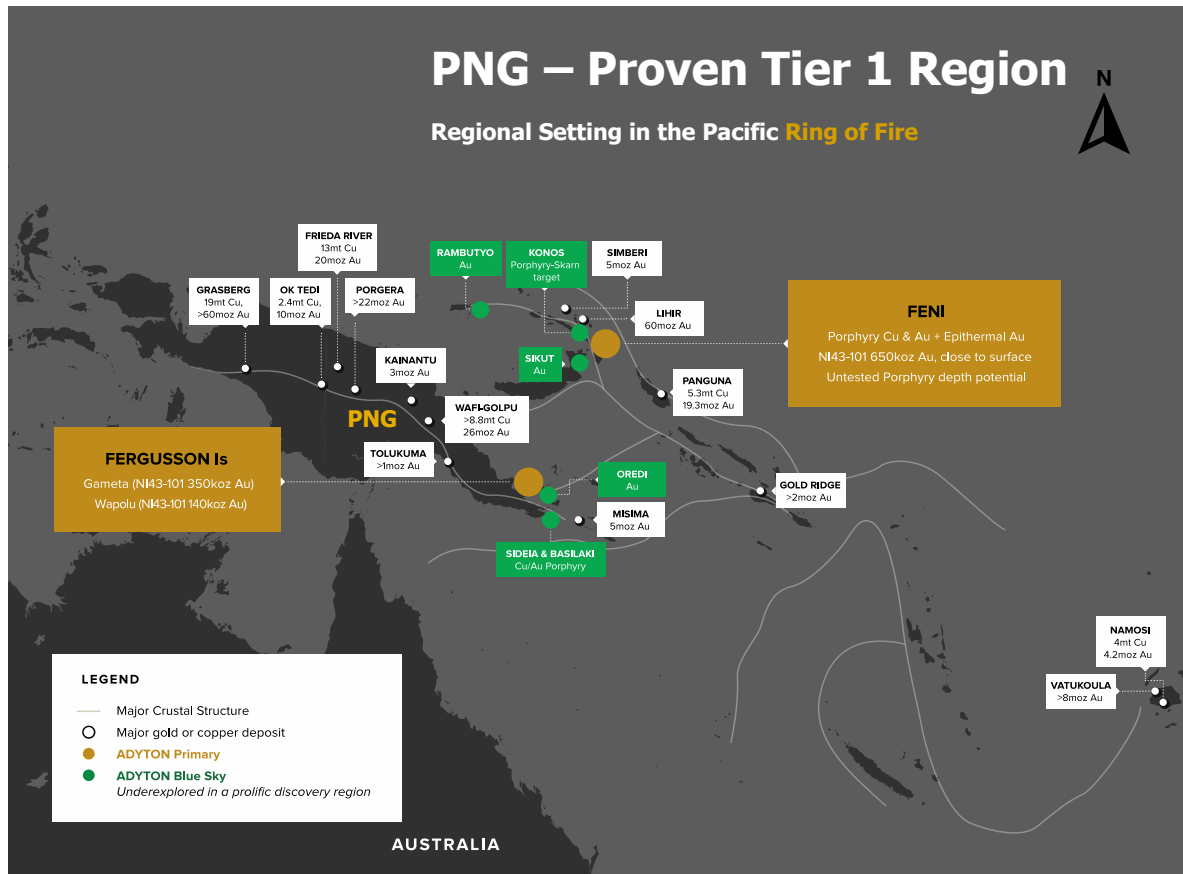 PNG – Proven Tier 1 Region
N
Regional Setting in the Pacific Ring of Fire
FRIEDA RIVER
13mt Cu
20moz Au
RAMBUTYO
Au
KONOS
Porphyry-Skarn
target
SIMBERI
5moz Au
GRASBERG
19mt Cu,
>60moz Au
OK TEDI
2.4mt Cu,
10moz Au
PORGERA
>22moz Au
LIHIR
60moz Au
FENI
Porphyry Cu & Au + Epithermal Au
NI43-101 650koz Au, close to surface
Untested Porphyry depth potential
KAINANTU
3moz Au
SIKUT
Au
PANGUNA
5.3mt Cu
19.3moz Au
PNG
WAFI-GOLPU
>8.8mt Cu
26moz Au
FERGUSSON Is
Gameta (NI43-101 350koz Au)
Wapolu (NI43-101 140koz Au)
TOLUKUMA
>1moz Au
OREDI
Au
GOLD RIDGE
>2moz Au
MISIMA
5moz Au
SIDEIA & BASILAKI
Cu/Au Porphyry
NAMOSI
4mt Cu
4.2moz Au
VATUKOULA
>8moz Au
LEGEND
Major Crustal Structure
Major gold or copper deposit
ADYTON Primary
ADYTON Blue Sky
Underexplored in a prolific discovery region
AUSTRALIA